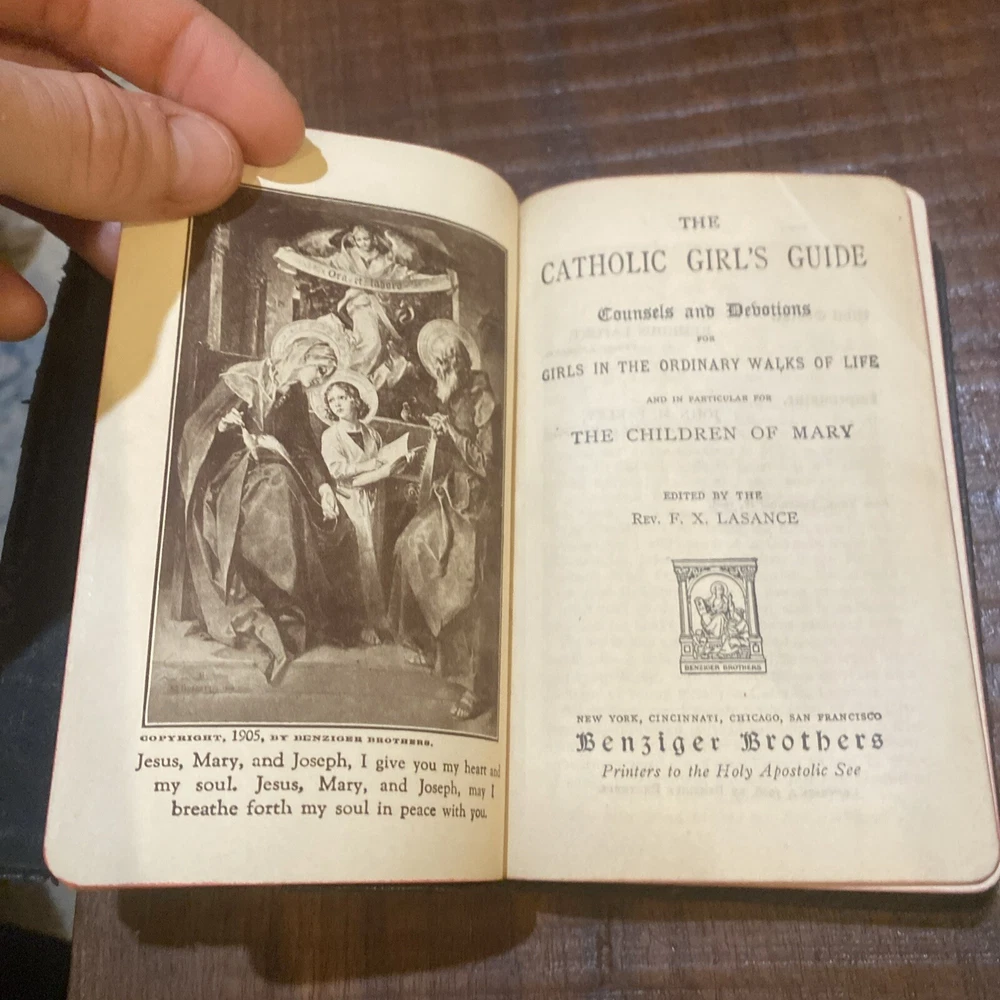 Ora et labora
COPYRIGHT, 1905, BY BENZIGER BROTHERS.
Jesus, Mary, and Joseph, I give you my heart and
my soul. Jesus, Mary, and Joseph, may I
breathe forth my soul in peace with you.
THE
CATHOLIC GIRL'S GUIDE
Counsels and Devotions
FOR
GIRLS IN THE ORDINARY WALKS OF LIFE
AND IN PARTICULAR FOR
THE CHILDREN OF MARY
EDITED BY THE
REV. F. X. LASANCE
BENZIGER BROTHERS
NEW YORK, CINCINNATI, CHICAGO, SAN FRANCISCO
Benziger Brothers
Printers to the Holy Apostolic See